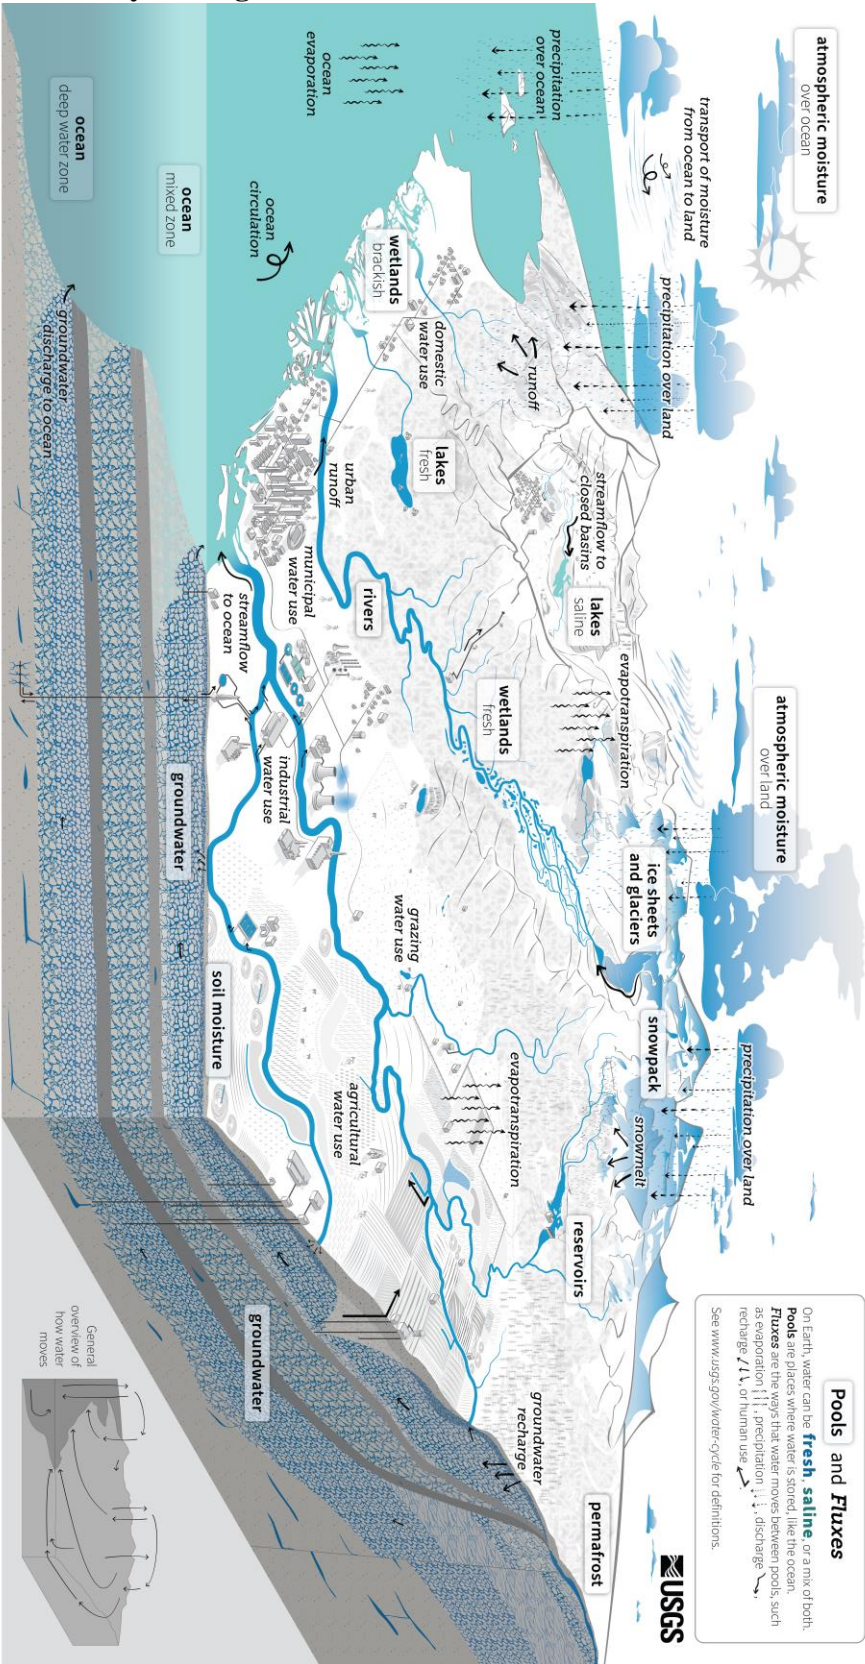 Pools and Fluxes
On Earth, water can be fresh, saline, or a mix of both.
Pools are places where water is stored, like the ocean.
Fluxes are the ways that water moves between pools, such
as evaporation, precipitation, discharge,
recharge, or human use.
See www.usgs.gov/water-cycle for definitions.
USGS
atmospheric moisture
over ocean
transport of moisture
from ocean to land
precipitation
over ocean
ocean
evaporation
precipitation over land
atmospheric moisture
over land
precipitation over land
ice sheets
and glaciers
snowpack
snowmelt
evapotranspiration
streamflow to
closed basins
lakes
saline
runoff
reservoirs
permafrost
evapotranspiration
groundwater
recharge
wetlands
fresh
rivers
lakes
fresh
domestic
water use
wetlands
brackish
grazing
water use
agricultural
water use
urban
runoff
municipal
water use
industrial
water use
streamflow
to ocean
ocean
circulation
soil moisture
groundwater
groundwater
ocean
mixed zone
ocean
deep water zone
groundwater
discharge to ocean
General
overview of
how water
moves